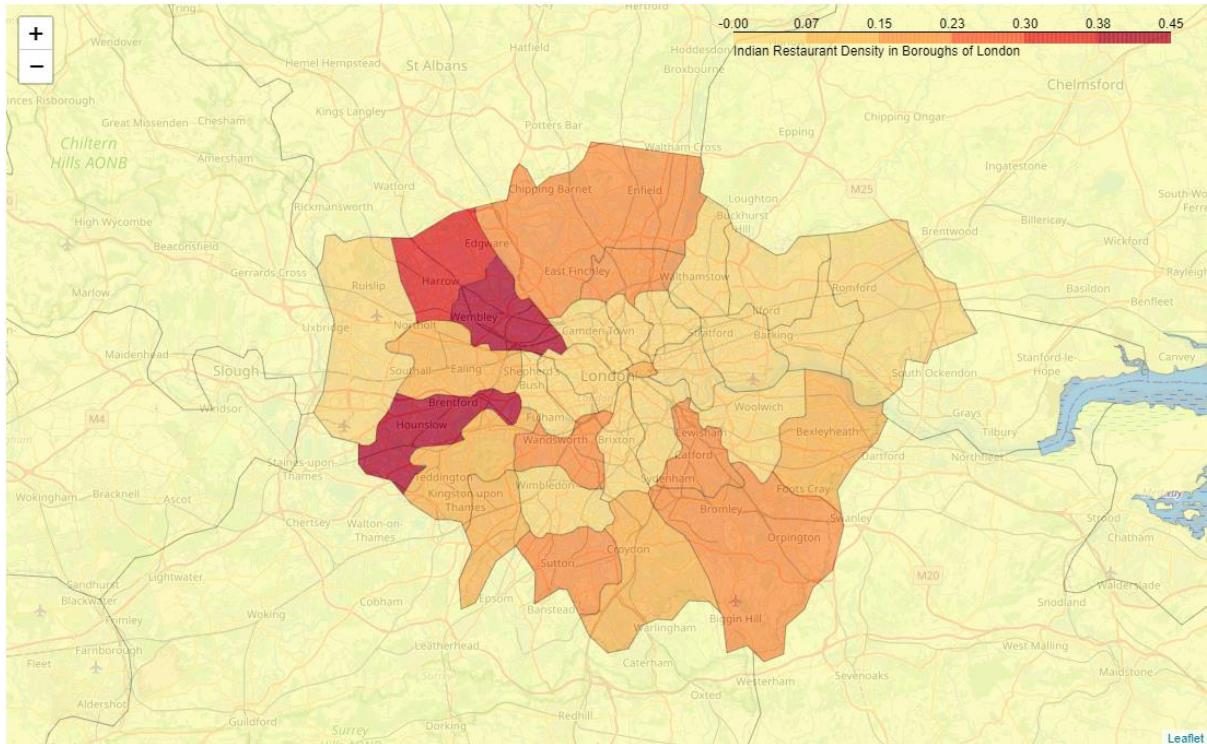 +
−
-0.00 0.07 0.15 0.23 0.30 0.38 0.45
Indian Restaurant Density in Boroughs of London
Tring
Hertford
Wendover
Hatfield
Hoddesdon
Hemel Hempstead
St Albans
Broxbourne
Chelmsford
Princes Risborough
Kings Langley
Great Missenden
Chesham
Potters Bar
Epping
Chipping Ongar
Chiltern
Hills AONB
Amersham
Waltham Cross
Ingatestone
Watford
Chipping Barnet
Enfield
Loughton
M25
Rickmansworth
Buckhurst
Hill
Billericay
High Wycombe
Brentwood
Wickford
Beaconsfield
Edgware
Gerrards Cross
Harrow
East Finchley
Walthamstow
Rayleigh
Marlow
Ruislip
Romford
Basildon
Benfleet
Wembley
Ilford
Uxbridge
Northolt
Camden Town
Stratford
Barking
Maidenhead
Stanford-le-
Hope
Canvey
Slough
Southall
Ealing
Shepherd's
Bush
London
South Ockendon
Windsor
Brentford
Woolwich
Grays
M4
Hounslow
Fulham
Bexleyheath
Tilbury
Wandsworth
Brixton
Lewisham
Catford
Dartford
Northfleet
Staines-upon-
Thames
Teddington
Wimbledon
Sydenham
Foots Cray
Wokingham
Bracknell
Ascot
Kingston upon
Thames
Bromley
Swanley
Strood
Chertsey
Walton-on-
Thames
Orpington
Chatham
Croydon
Sutton
M20
Sandhurst
Blackwater
Lightwater
Cobham
Epsom
Banstead
Snodland
Walderslade
Woking
Biggin Hill
Warlingham
Farnborough
Leatherhead
West Malling
Fleet
Caterham
Sevenoaks
Maidstone
Surrey
Westerham
Aldershot
Oxted
Guildford
Dorking
Redhill
Surrey
Hills AONB
Leaflet